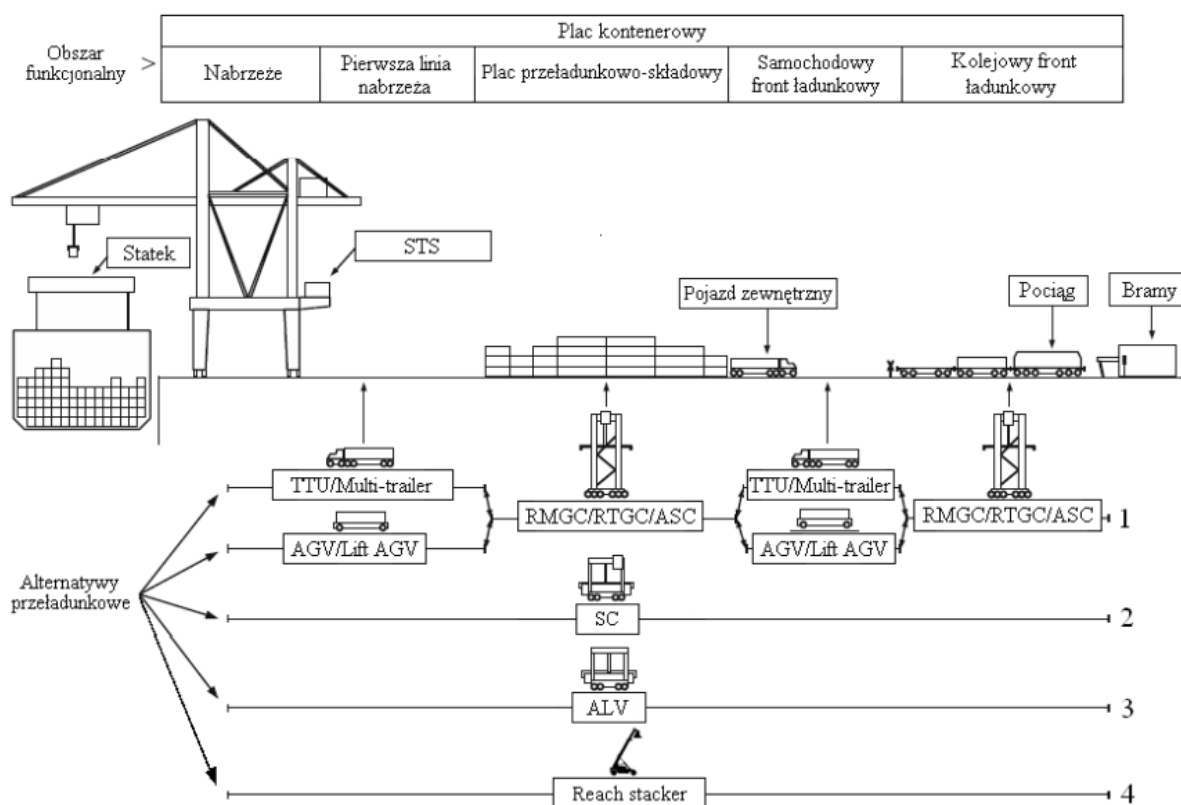 Obszar
funkcjonalny
>
Plac kontenerowy
Nabrzeże
Pierwsza linia
nabrzeża
Plac przeładunkowo-składowy
Samochodowy
front ładunkowy
Kolejowy front
ładunkowy
Statek
STS
Pojazd zewnętrzny
Pociąg
Bramy
TTU/Multi-trailer
AGV/Lift AGV
RMGC/RTGC/ASC
TTU/Multi-trailer
AGV/Lift AGV
RMGC/RTGC/ASC
1
Alternatywy
przeładunkowe
SC
2
ALV
3
Reach stacker
4